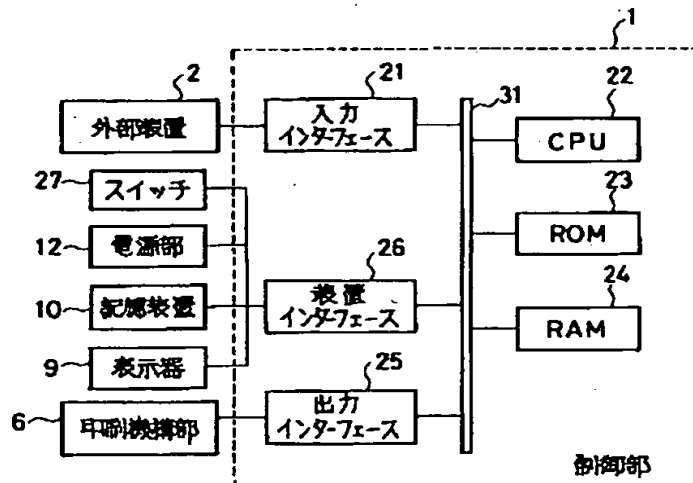 1
2
外部装置
21
入力
インターフェース
31
22
CPU
27
スイッチ
23
ROM
12
電源部
26
装置
インターフェース
24
RAM
10
記憶装置
9
表示器
25
出力
インターフェース
6
印刷機構部
制御部